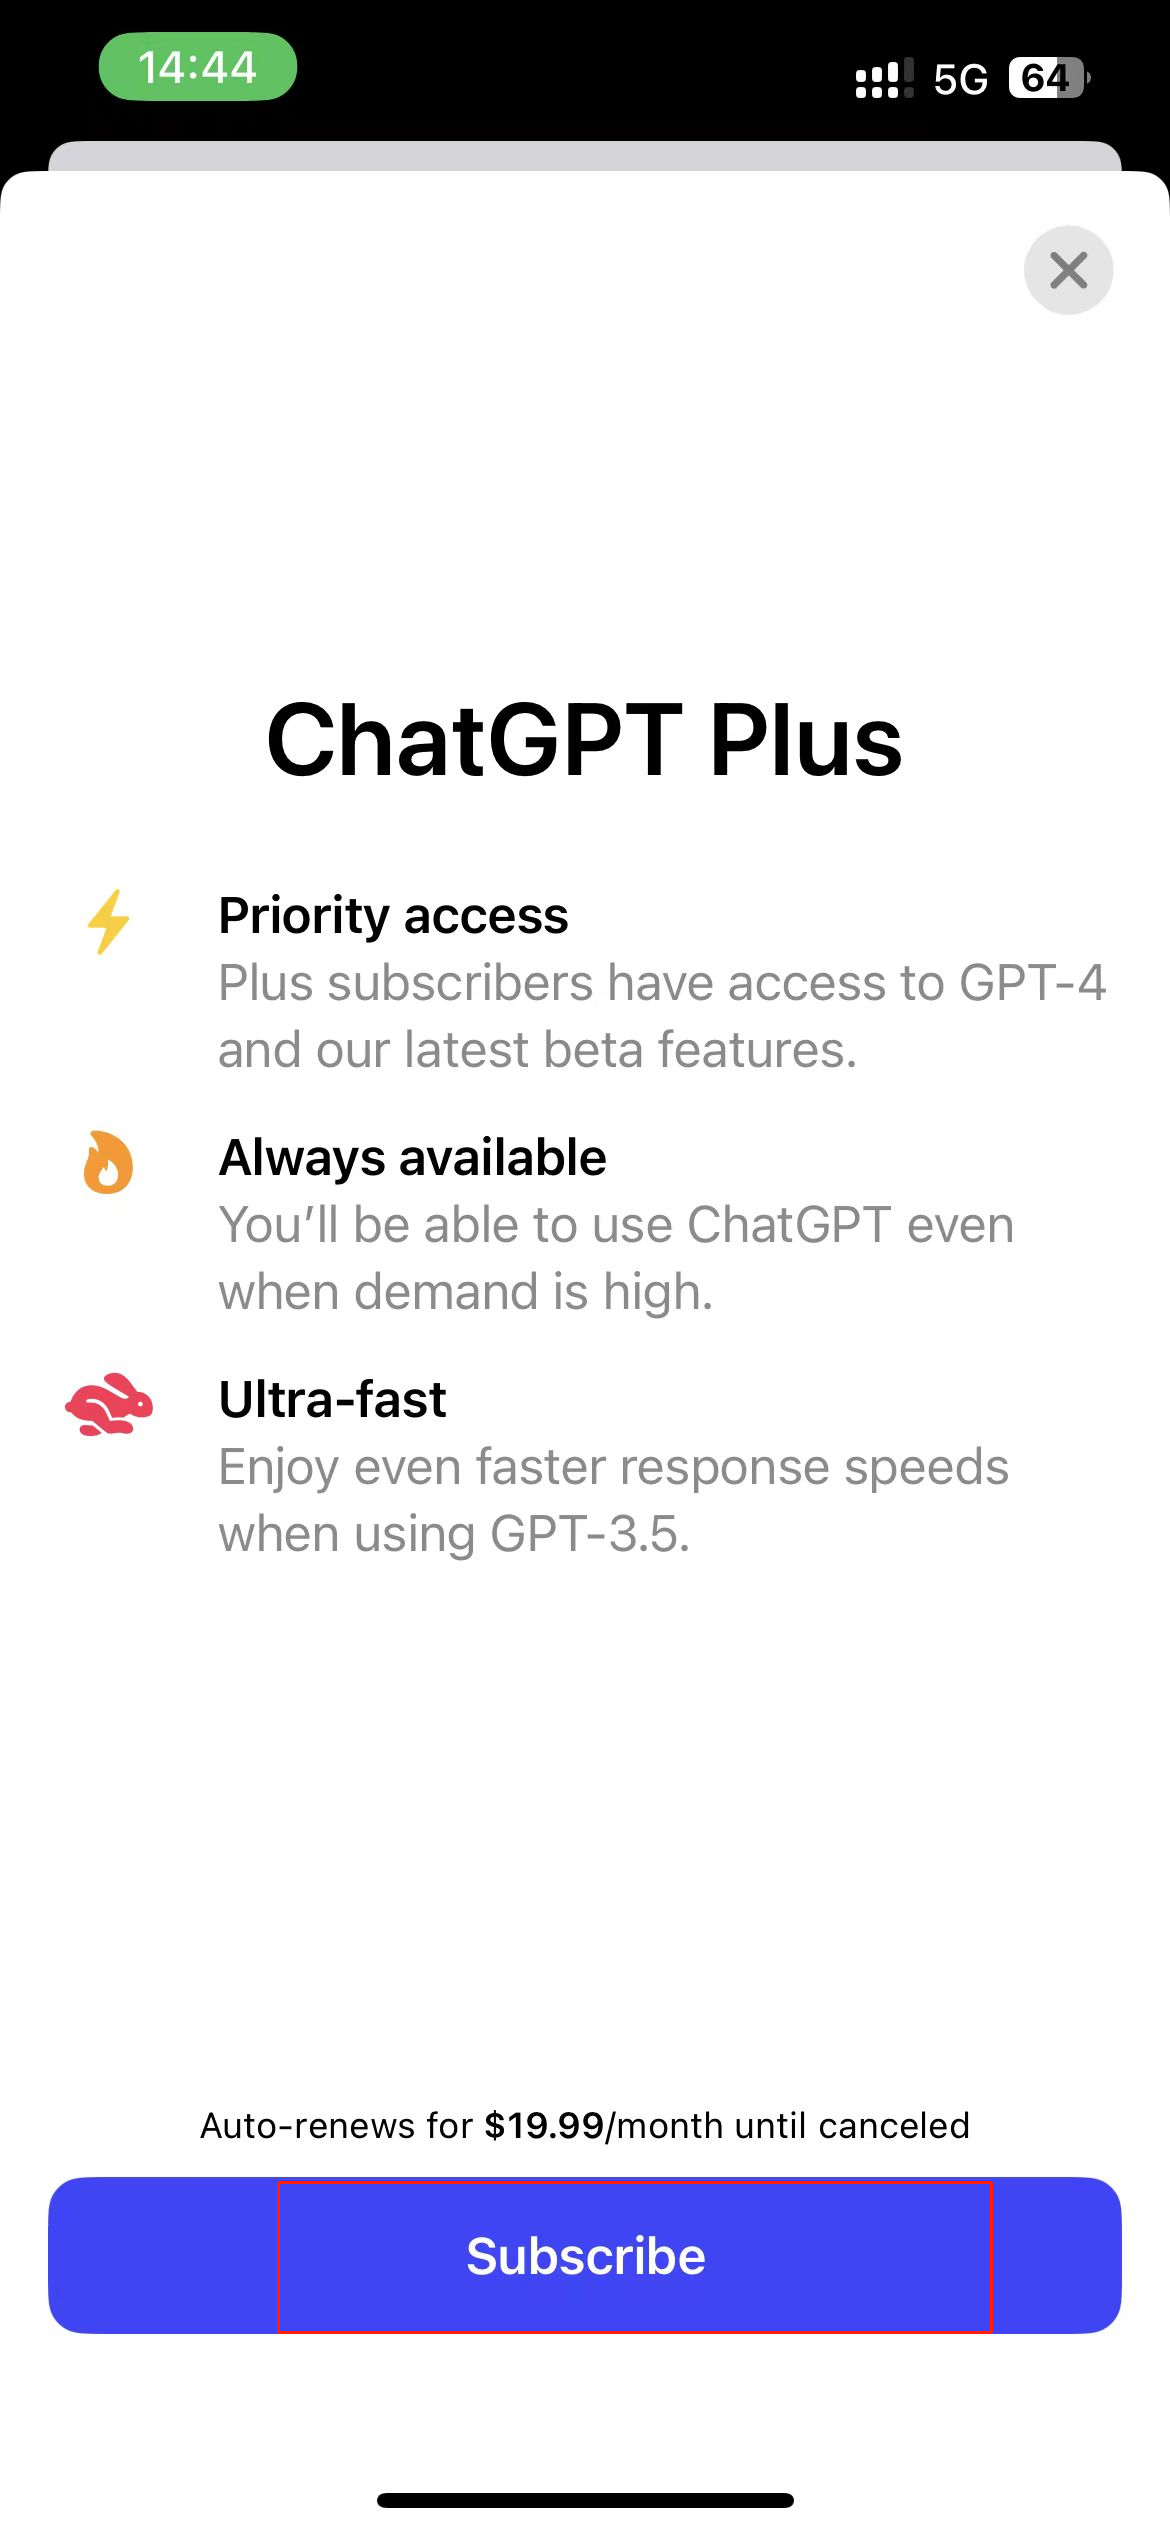 14:44
5G
64
ChatGPT Plus
Priority access
Plus subscribers have access to GPT-4
and our latest beta features.
Always available
You’ll be able to use ChatGPT even
when demand is high.
Ultra-fast
Enjoy even faster response speeds
when using GPT-3.5.
Auto-renews for $19.99/month until canceled
Subscribe